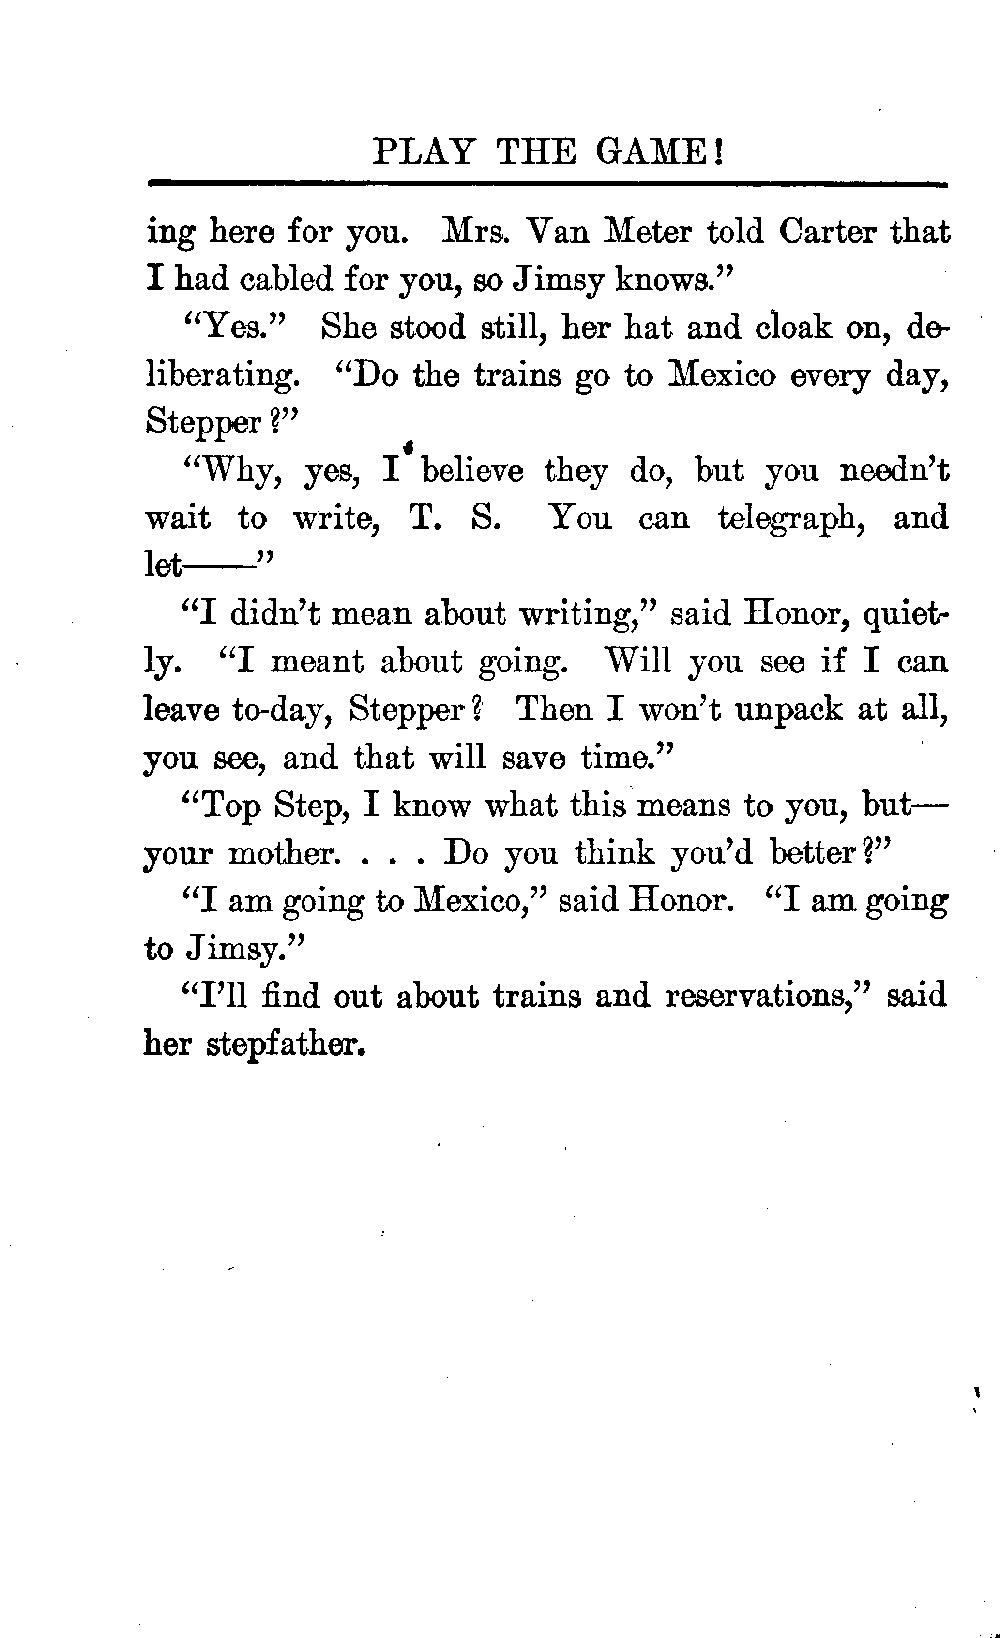 PLAY THE GAME!
ing here for you. Mrs. Van Meter told Carter that
I had cabled for you, so Jimsy knows.”
“Yes.” She stood still, her hat and cloak on, de-
liberating. “Do the trains go to Mexico every day,
Stepper?”
“Why, yes, I believe they do, but you needn’t
wait to write, T. S. You can telegraph, and
let——”
“I didn’t mean about writing,” said Honor, quiet-
ly. “I meant about going. Will you see if I can
leave to-day, Stepper? Then I won’t unpack at all,
you see, and that will save time.”
“Top Step, I know what this means to you, but—
your mother. . . . Do you think you’d better?”
“I am going to Mexico,” said Honor. “I am going
to Jimsy.”
“I’ll find out about trains and reservations,” said
her stepfather.